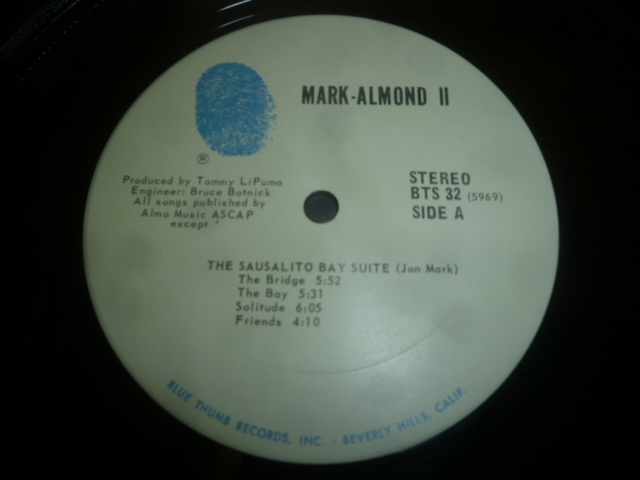 MARK-ALMOND II
®
Produced by Tommy LiPuma
Engineer: Bruce Botnick
All songs published by
Almo Music ASCAP
except *
STEREO
BTS 32 (5969)
SIDE A
THE SAUSALITO BAY SUITE (Jon Mark)
The Bridge 5:52
The Bay 5:31
Solitude 6:05
Friends 4:10
BLUE THUMB RECORDS, INC. - BEVERLY HILLS, CALIF.